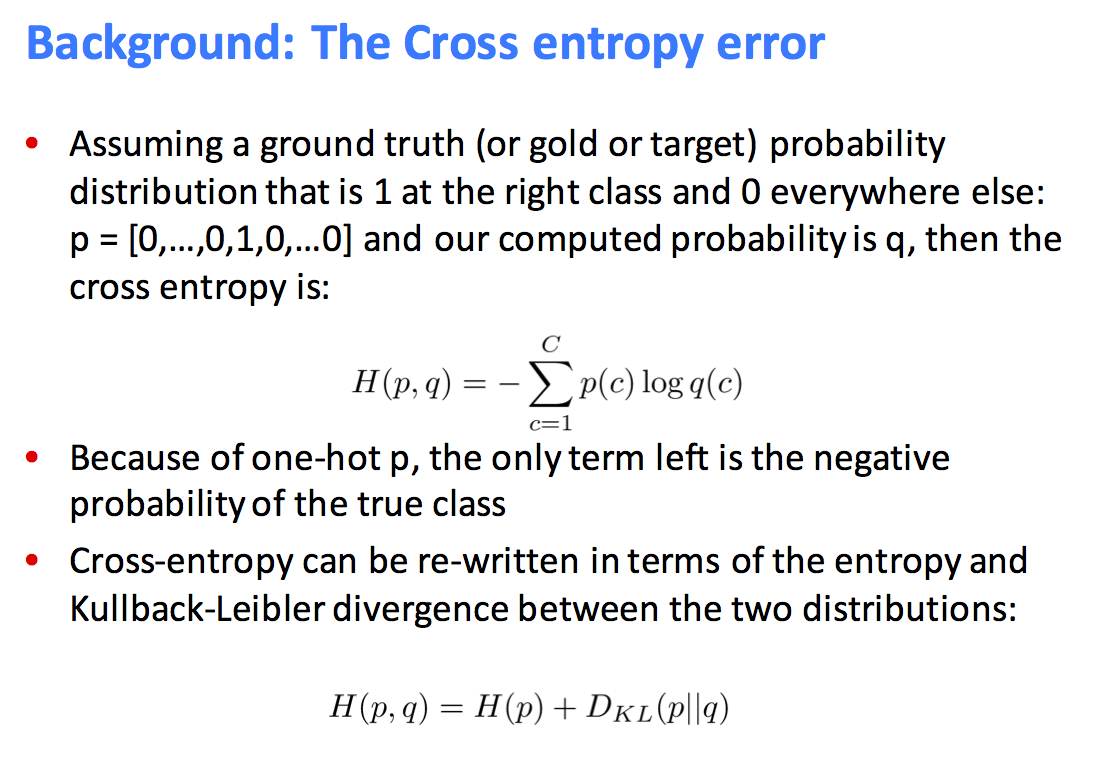 Background: The Cross entropy error
• Assuming a ground truth (or gold or target) probability
distribution that is 1 at the right class and 0 everywhere else:
p = [0,…,0,1,0,…0] and our computed probability is q, then the
cross entropy is:
C
H(p, q) = − ∑ p(c) log q(c)
c=1
• Because of one-hot p, the only term left is the negative
probability of the true class
• Cross-entropy can be re-written in terms of the entropy and
Kullback-Leibler divergence between the two distributions:
H(p, q) = H(p) + D_{KL}(p||q)